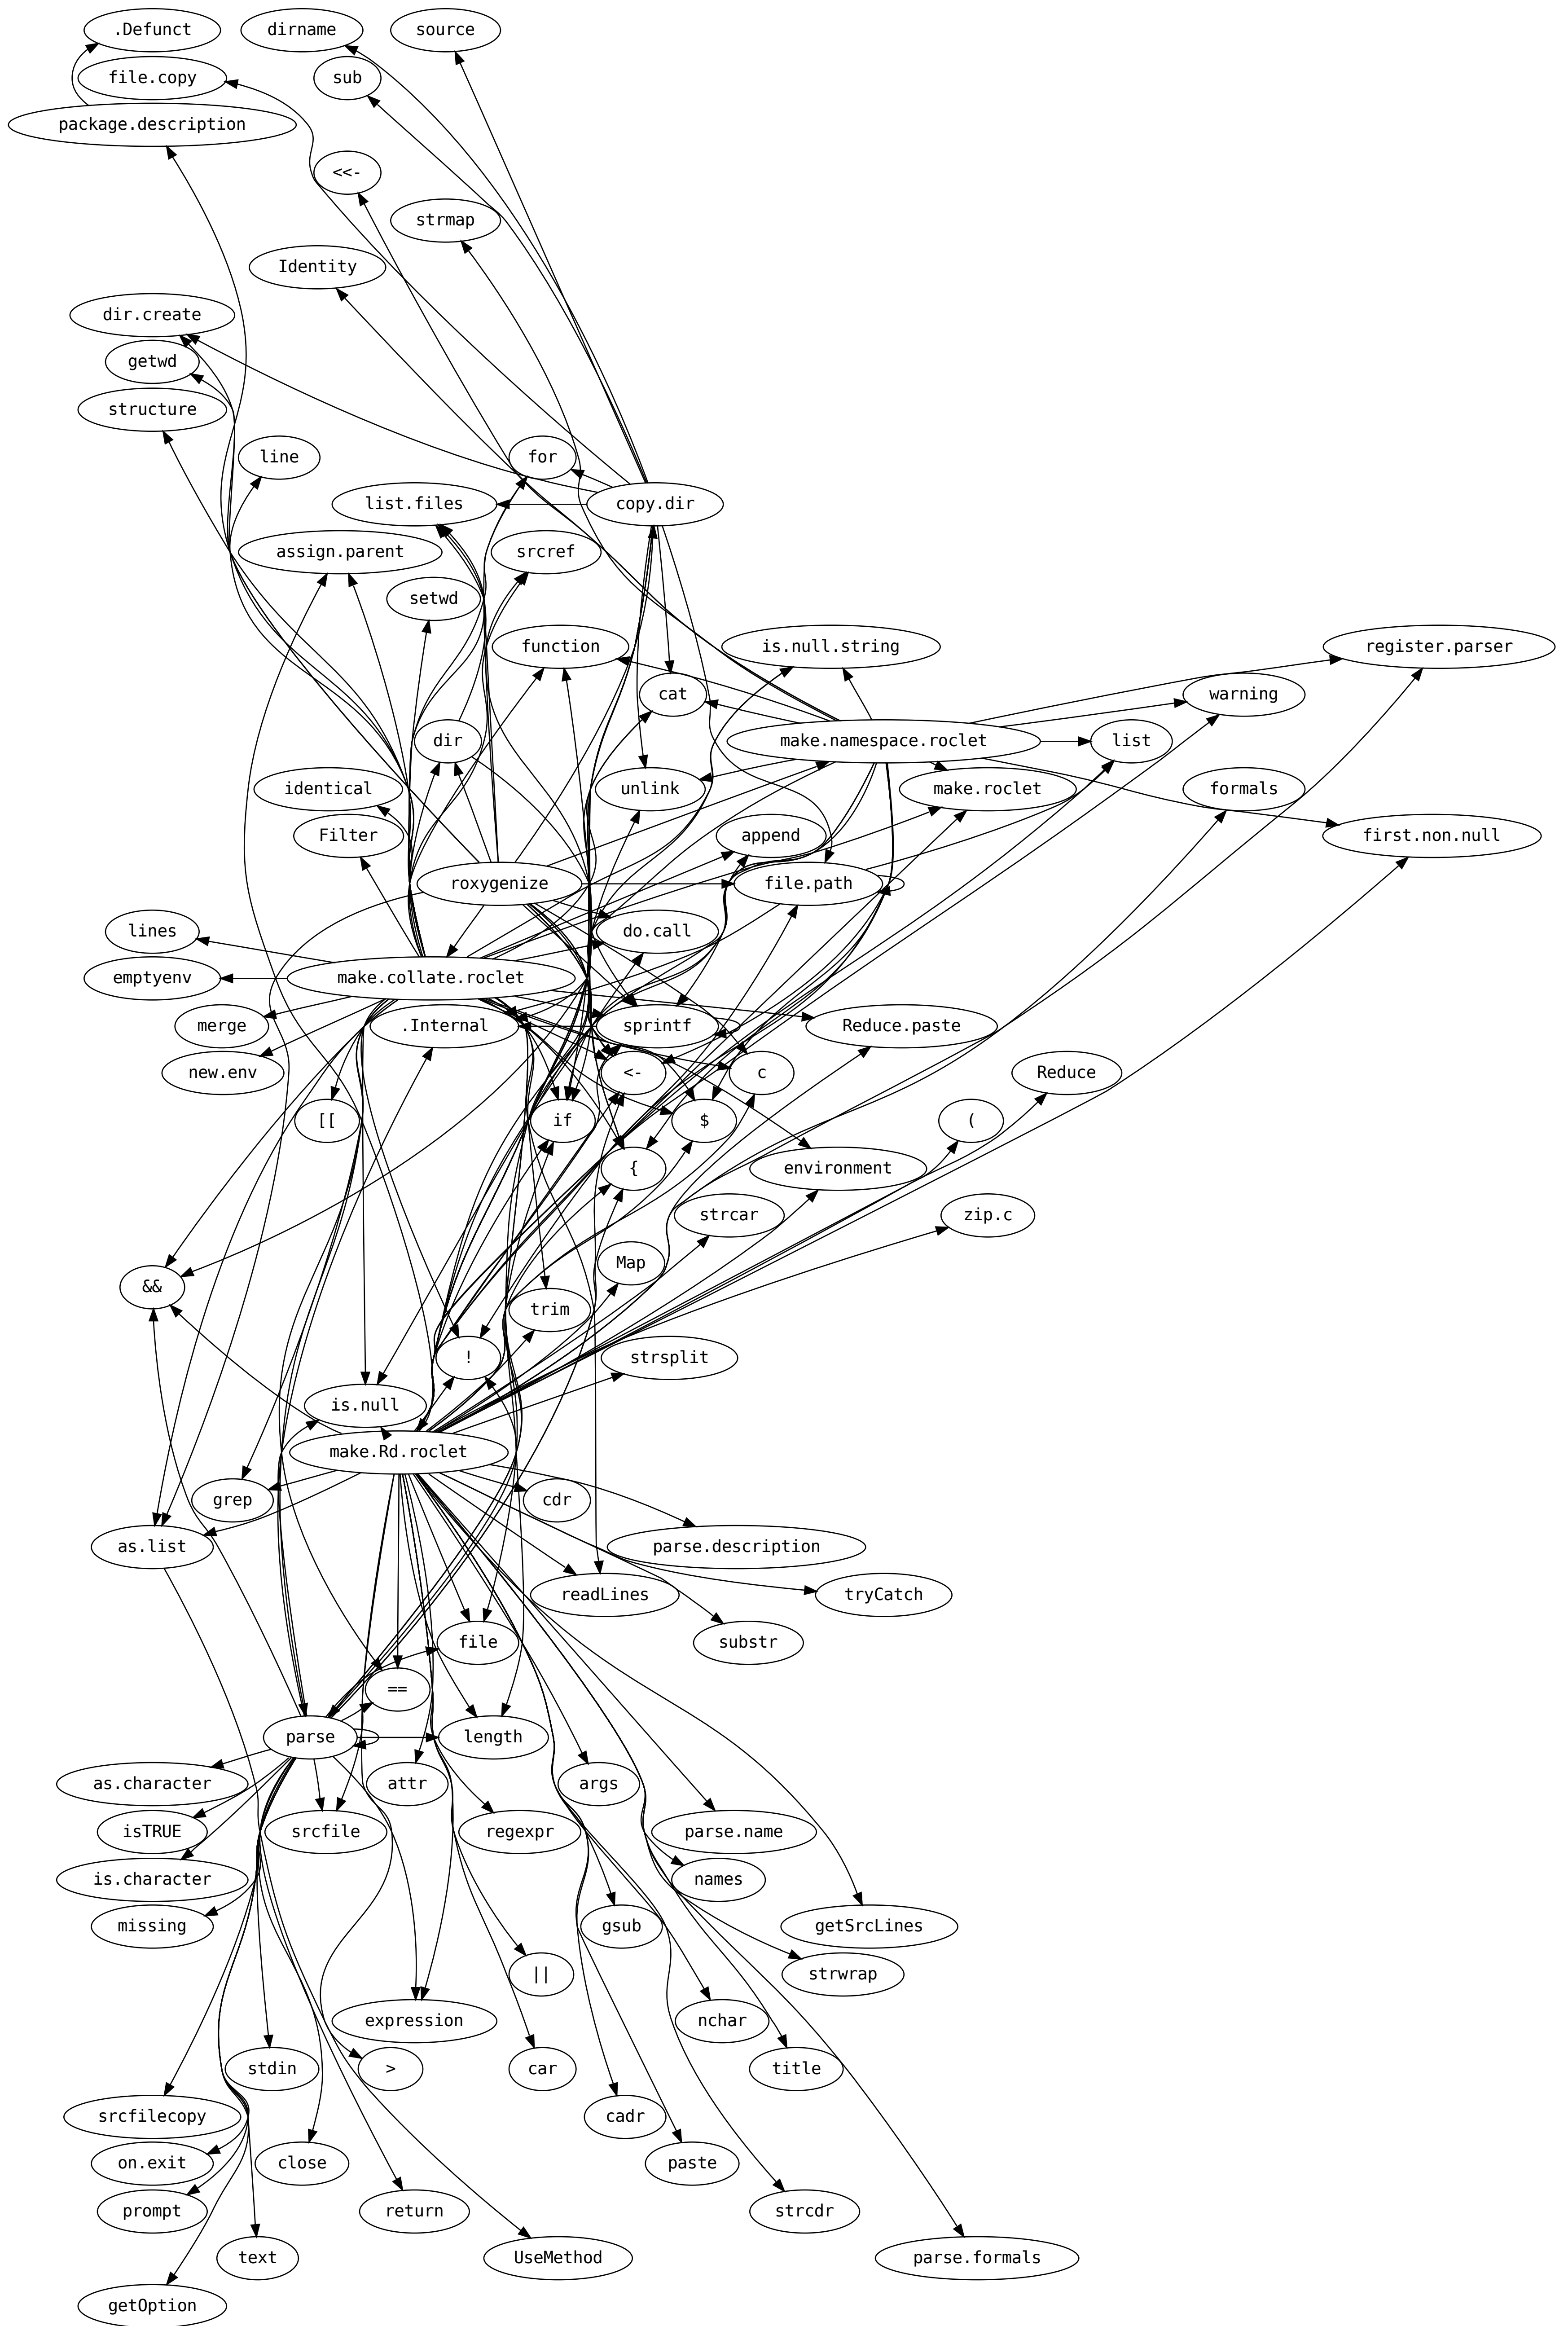 .Defunct
dirname
source
file.copy
sub
package.description
<<-
strmap
Identity
dir.create
getwd
structure
line
for
list.files
copy.dir
assign.parent
srcref
setwd
function
is.null.string
register.parser
cat
warning
dir
make.namespace.roclet
list
identical
unlink
make.roclet
formals
Filter
append
first.non.null
roxygenize
file.path
lines
do.call
emptyenv
make.collate.roclet
merge
.Internal
sprintf
Reduce.paste
new.env
<-
c
Reduce
[[
if
$
(
{
environment
strcar
zip.c
Map
&&
trim
!
strsplit
is.null
make.Rd.roclet
grep
cdr
as.list
parse.description
readLines
tryCatch
file
substr
==
parse
length
as.character
attr
args
isTRUE
srcfile
regexpr
parse.name
is.character
names
missing
gsub
getSrcLines
||
strwrap
expression
nchar
stdin
>
car
title
srcfilecopy
cadr
on.exit
close
paste
prompt
return
strcdr
text
UseMethod
parse.formals
getOption